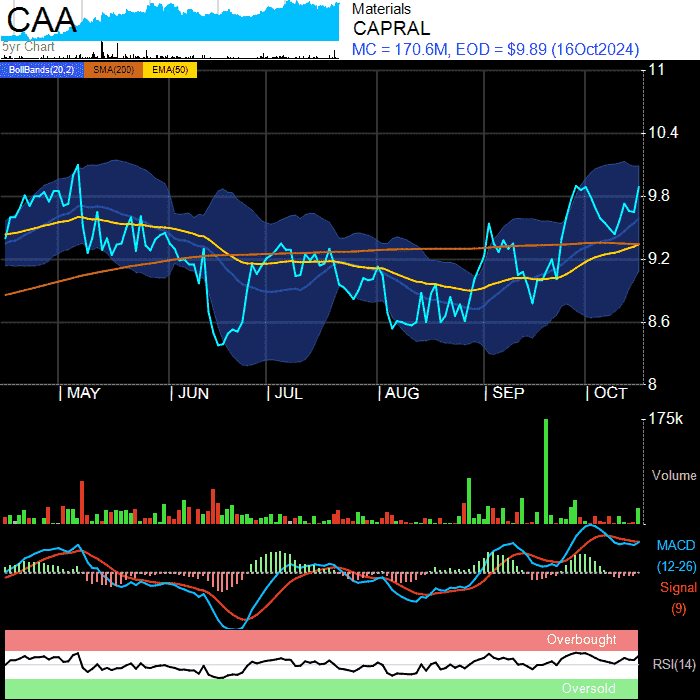 CAA
5yr Chart
Materials
CAPRAL
MC = 170.6M, EOD = $9.89 (16Oct2024)
BollBands(20,2) SMA(200) EMA(50)
11
10.4
9.8
9.2
8.6
8
MAY JUN JUL AUG SEP OCT
175k
Volume
MACD
(12-26)
Signal
(9)
Overbought
RSI(14)
Oversold